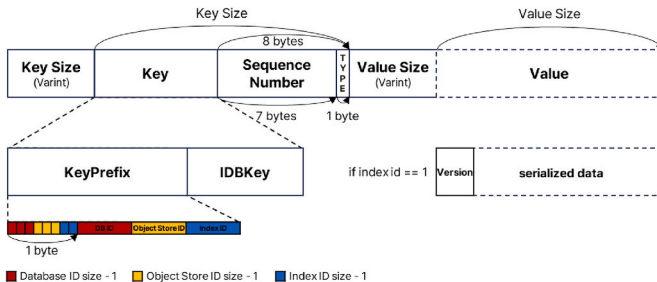 Key Size
Value Size
8 bytes
Key Size
(Varint)
Key
Sequence
Number
TYPE
Value Size
(Varint)
Value
7 bytes
1 byte
KeyPrefix
IDBKey
if index id == 1
Version
serialized data
DB ID
Object Store ID
Index ID
1 byte
Database ID size - 1
Object Store ID size - 1
Index ID size - 1